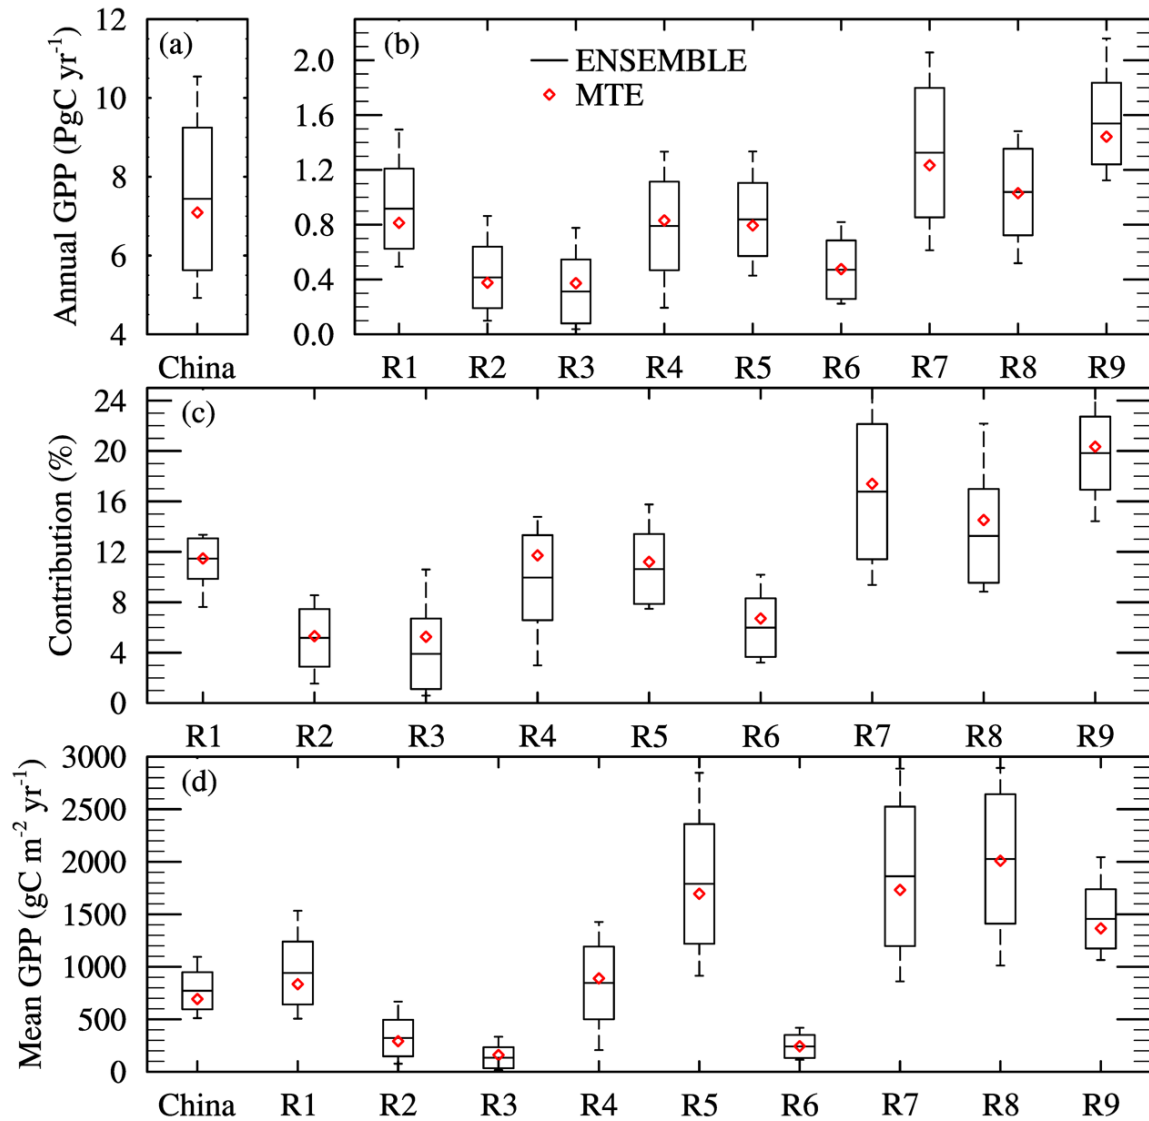 (a)
Annual GPP (PgC yr-1)
12
10
8
6
4
China
(b)
ENSEMBLE
MTE
2.0
1.6
1.2
0.8
0.4
0.0
R1 R2 R3 R4 R5 R6 R7 R8 R9
(c)
Contribution (%)
24
20
16
12
8
4
0
R1 R2 R3 R4 R5 R6 R7 R8 R9
(d)
Mean GPP (gC m-2 yr-1)
3000
2500
2000
1500
1000
500
0
China R1 R2 R3 R4 R5 R6 R7 R8 R9